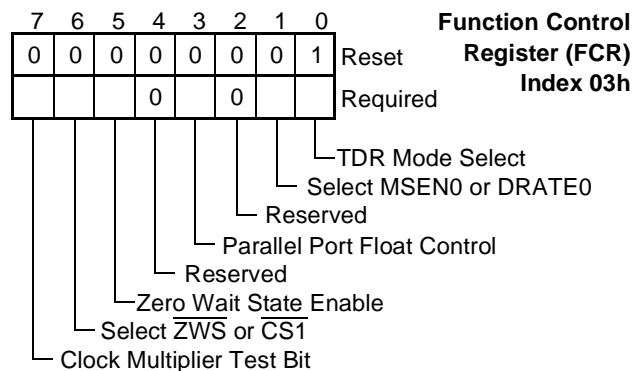 7 6 5 4 3 2 1 0
Function Control
0 0 0 0 0 0 0 1 Reset
Register (FCR)
0 0 Required
Index 03h
TDR Mode Select
Select MSEN0 or DRATE0
Reserved
Parallel Port Float Control
Reserved
Zero Wait State Enable
Select ZWS or CS1
Clock Multiplier Test Bit